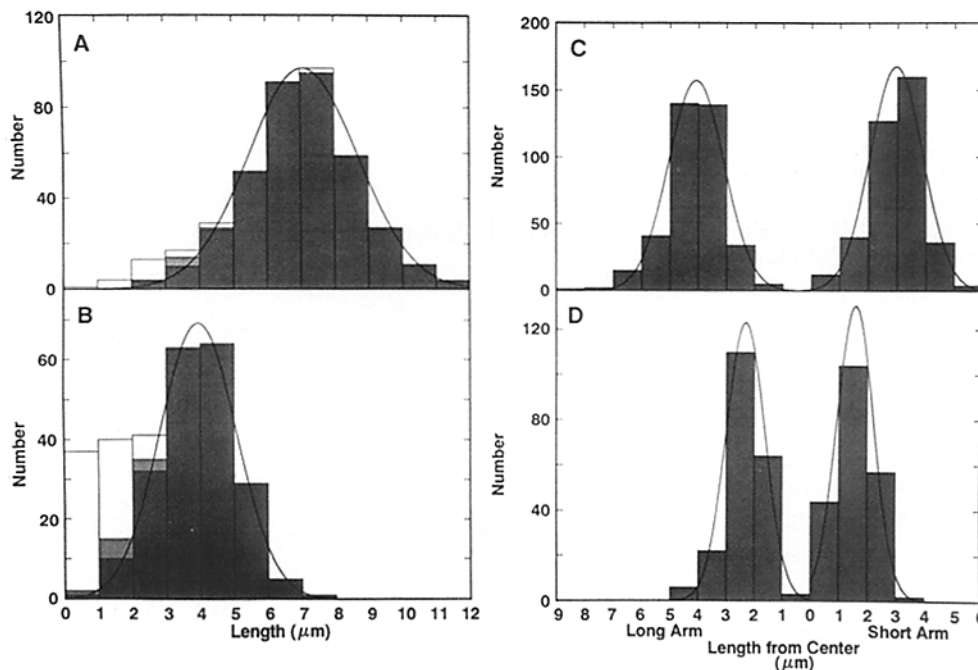 A
120
80
40
0
Number
B
60
40
20
0
Number
0 1 2 3 4 5 6 7 8 9 10 11 12
Length (μm)
C
200
150
100
50
0
Number
D
120
80
40
0
Number
9 8 7 6 5 4 3 2 1 0 1 2 3 4 5 6
Long Arm Short Arm
Length from Center
(μm)